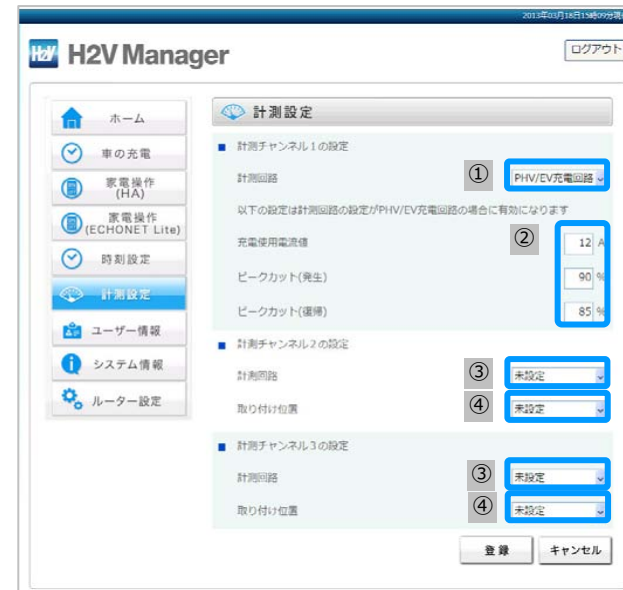 2013年03月18日15時09分現
H2V H2V Manager
ログアウト
ホーム
車の充電
家電操作
(HA)
家電操作
(ECHONET Lite)
時刻設定
計測設定
ユーザー情報
システム情報
ルーター設定
計測設定
計測チャンネル1の設定
計測回路 ① PHV/EV充電回路
以下の設定は計測回路の設定がPHV/EV充電回路の場合に有効になります
充電使用電流値 ② 12 A
ピークカット(発生) 90 %
ピークカット(復帰) 85 %
計測チャンネル2の設定
計測回路 ③ 未設定
取り付け位置 ④ 未設定
計測チャンネル3の設定
計測回路 ③ 未設定
取り付け位置 ④ 未設定
登録 キャンセル